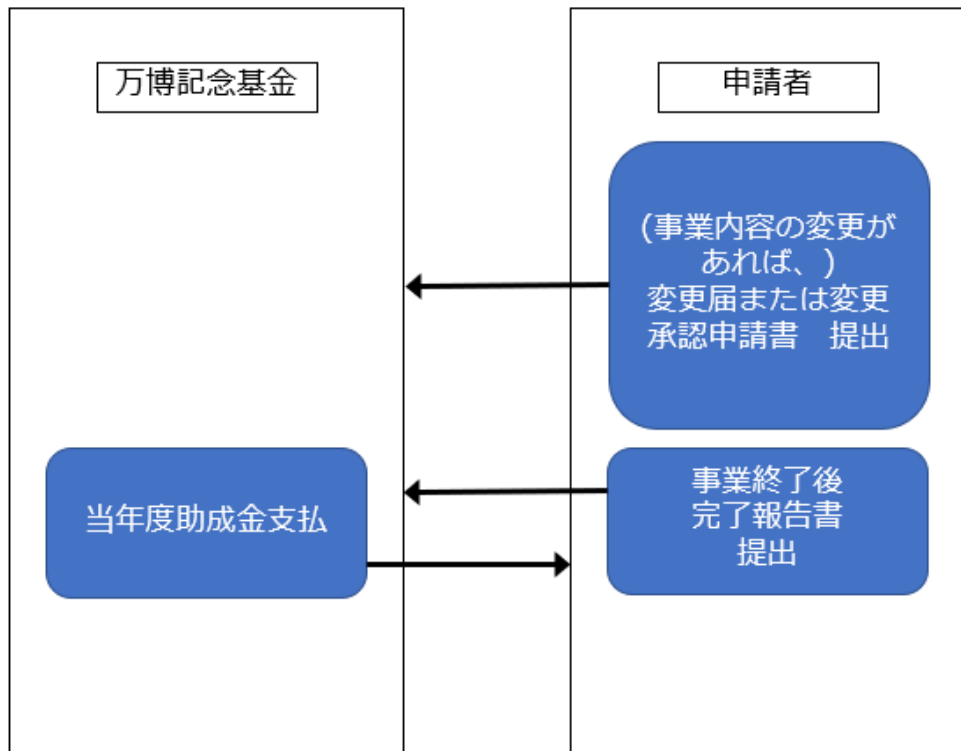 万博記念基金
申請者
(事業内容の変更が
あれば、)
変更届または変更
承認申請書　提出
当年度助成金支払
事業終了後
完了報告書
提出